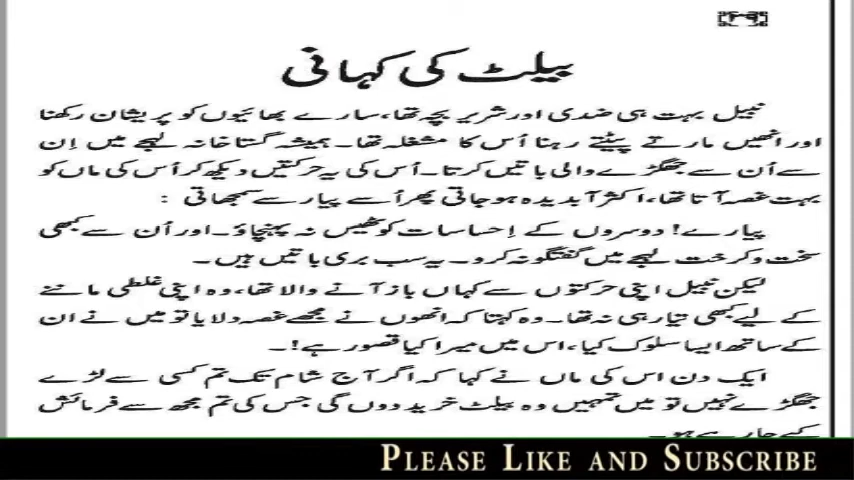 ۴۹
بیلٹ کی کہانی
نبیل بہت ہی ضدی اور شریر بچہ تھا، سارے بھائیوں کو پریشان رکھنا
اور انھیں مارتے پیٹتے رہنا اُس کا مشغلہ تھا۔ ہمیشہ گستاخانہ لہجے میں اِن
سے اُن سے جھگڑے والی باتیں کرتا۔ اُس کی یہ حرکتیں دیکھ کر اُس کی ماں کو
بہت غصہ آتا تھا، اکثر آبدیدہ ہو جاتی پھر اُسے پیار سے سمجھاتی :
پیارے! دوسروں کے اِحساسات کو ٹھیس نہ پہنچاؤ۔ اور اُن سے کبھی
سخت و کرخت لہجے میں گفتگو نہ کرو۔ یہ سب بری باتیں ہیں۔
لیکن نبیل اپنی حرکتوں سے کہاں باز آنے والا تھا، وہ اپنی غلطی ماننے
کے لیے کبھی تیار ہی نہ تھا۔ وہ کہتا کہ انھوں نے مجھے غصہ دلایا تو میں نے ان
کے ساتھ ایسا سلوک کیا، اس میں میرا کیا قصور ہے!۔
ایک دن اس کی ماں نے کہا کہ اگر آج شام تک تم کسی سے لڑے
جھگڑے نہیں تو میں تمہیں وہ بیلٹ خرید دوں گی جس کی تم مجھ سے فرمائش
کیے جا رہے ہو۔
PLEASE LIKE AND SUBSCRIBE